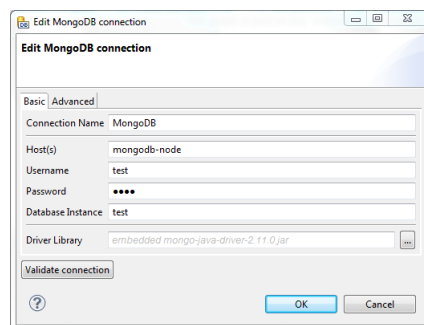 Edit MongoDB connection
Edit MongoDB connection
Basic Advanced
Connection Name MongoDB
Host(s) mongodb-node
Username test
Password ●●●●
Database Instance test
Driver Library embedded mongo-java-driver-2.11.0.jar ...
Validate connection
? OK Cancel